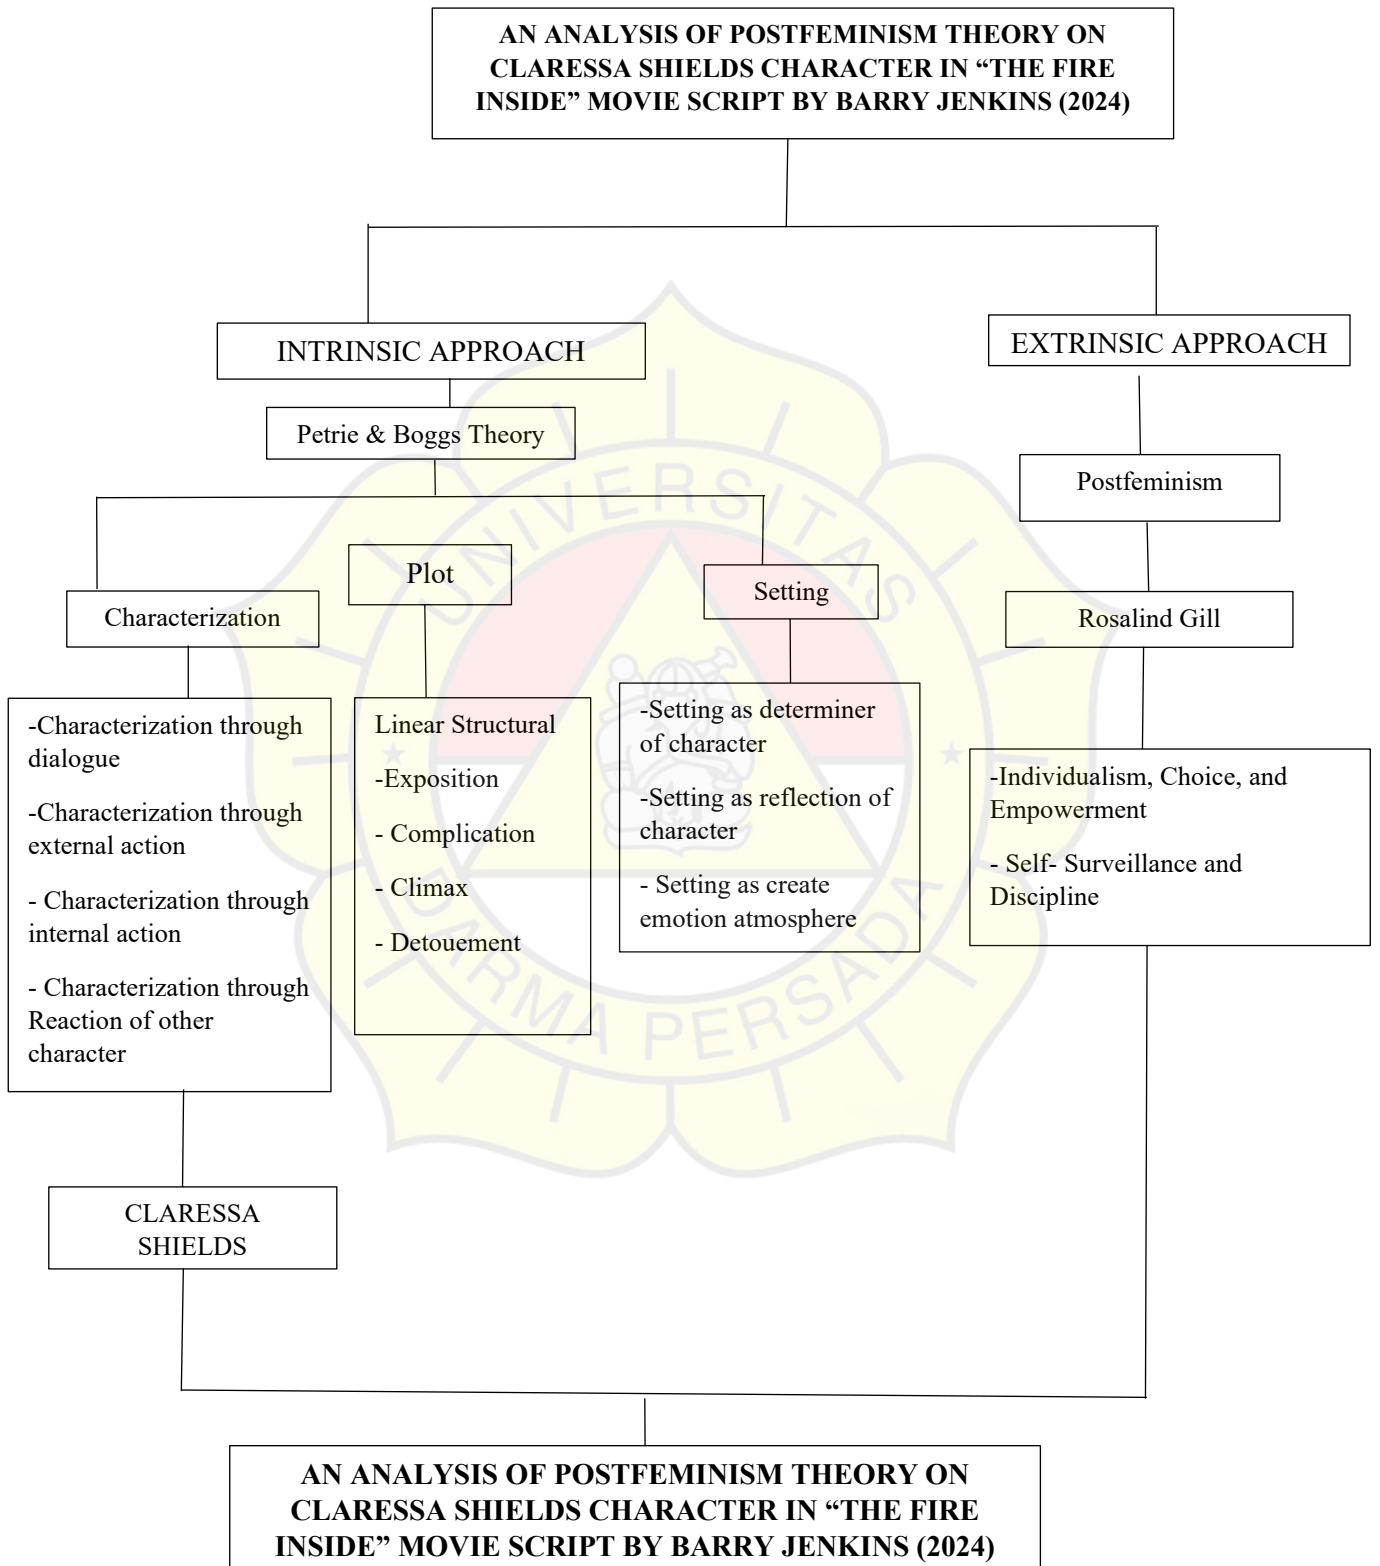 AN ANALYSIS OF POSTFEMINISM THEORY ON
CLARESSA SHIELDS CHARACTER IN “THE FIRE
INSIDE” MOVIE SCRIPT BY BARRY JENKINS (2024)
INTRINSIC APPROACH
EXTRINSIC APPROACH
Petrie & Boggs Theory
Postfeminism
Characterization
Plot
Setting
Rosalind Gill
-Characterization through
dialogue
-Characterization through
external action
- Characterization through
internal action
- Characterization through
Reaction of other
character
Linear Structural
-Exposition
- Complication
- Climax
- Detouement
-Setting as determiner
of character
-Setting as reflection of
character
- Setting as create
emotion atmosphere
-Individualism, Choice, and
Empowerment
- Self- Surveillance and
Discipline
UNIVERSITAS
DARMA PERSADA
CLARESSA
SHIELDS
AN ANALYSIS OF POSTFEMINISM THEORY ON
CLARESSA SHIELDS CHARACTER IN “THE FIRE
INSIDE” MOVIE SCRIPT BY BARRY JENKINS (2024)